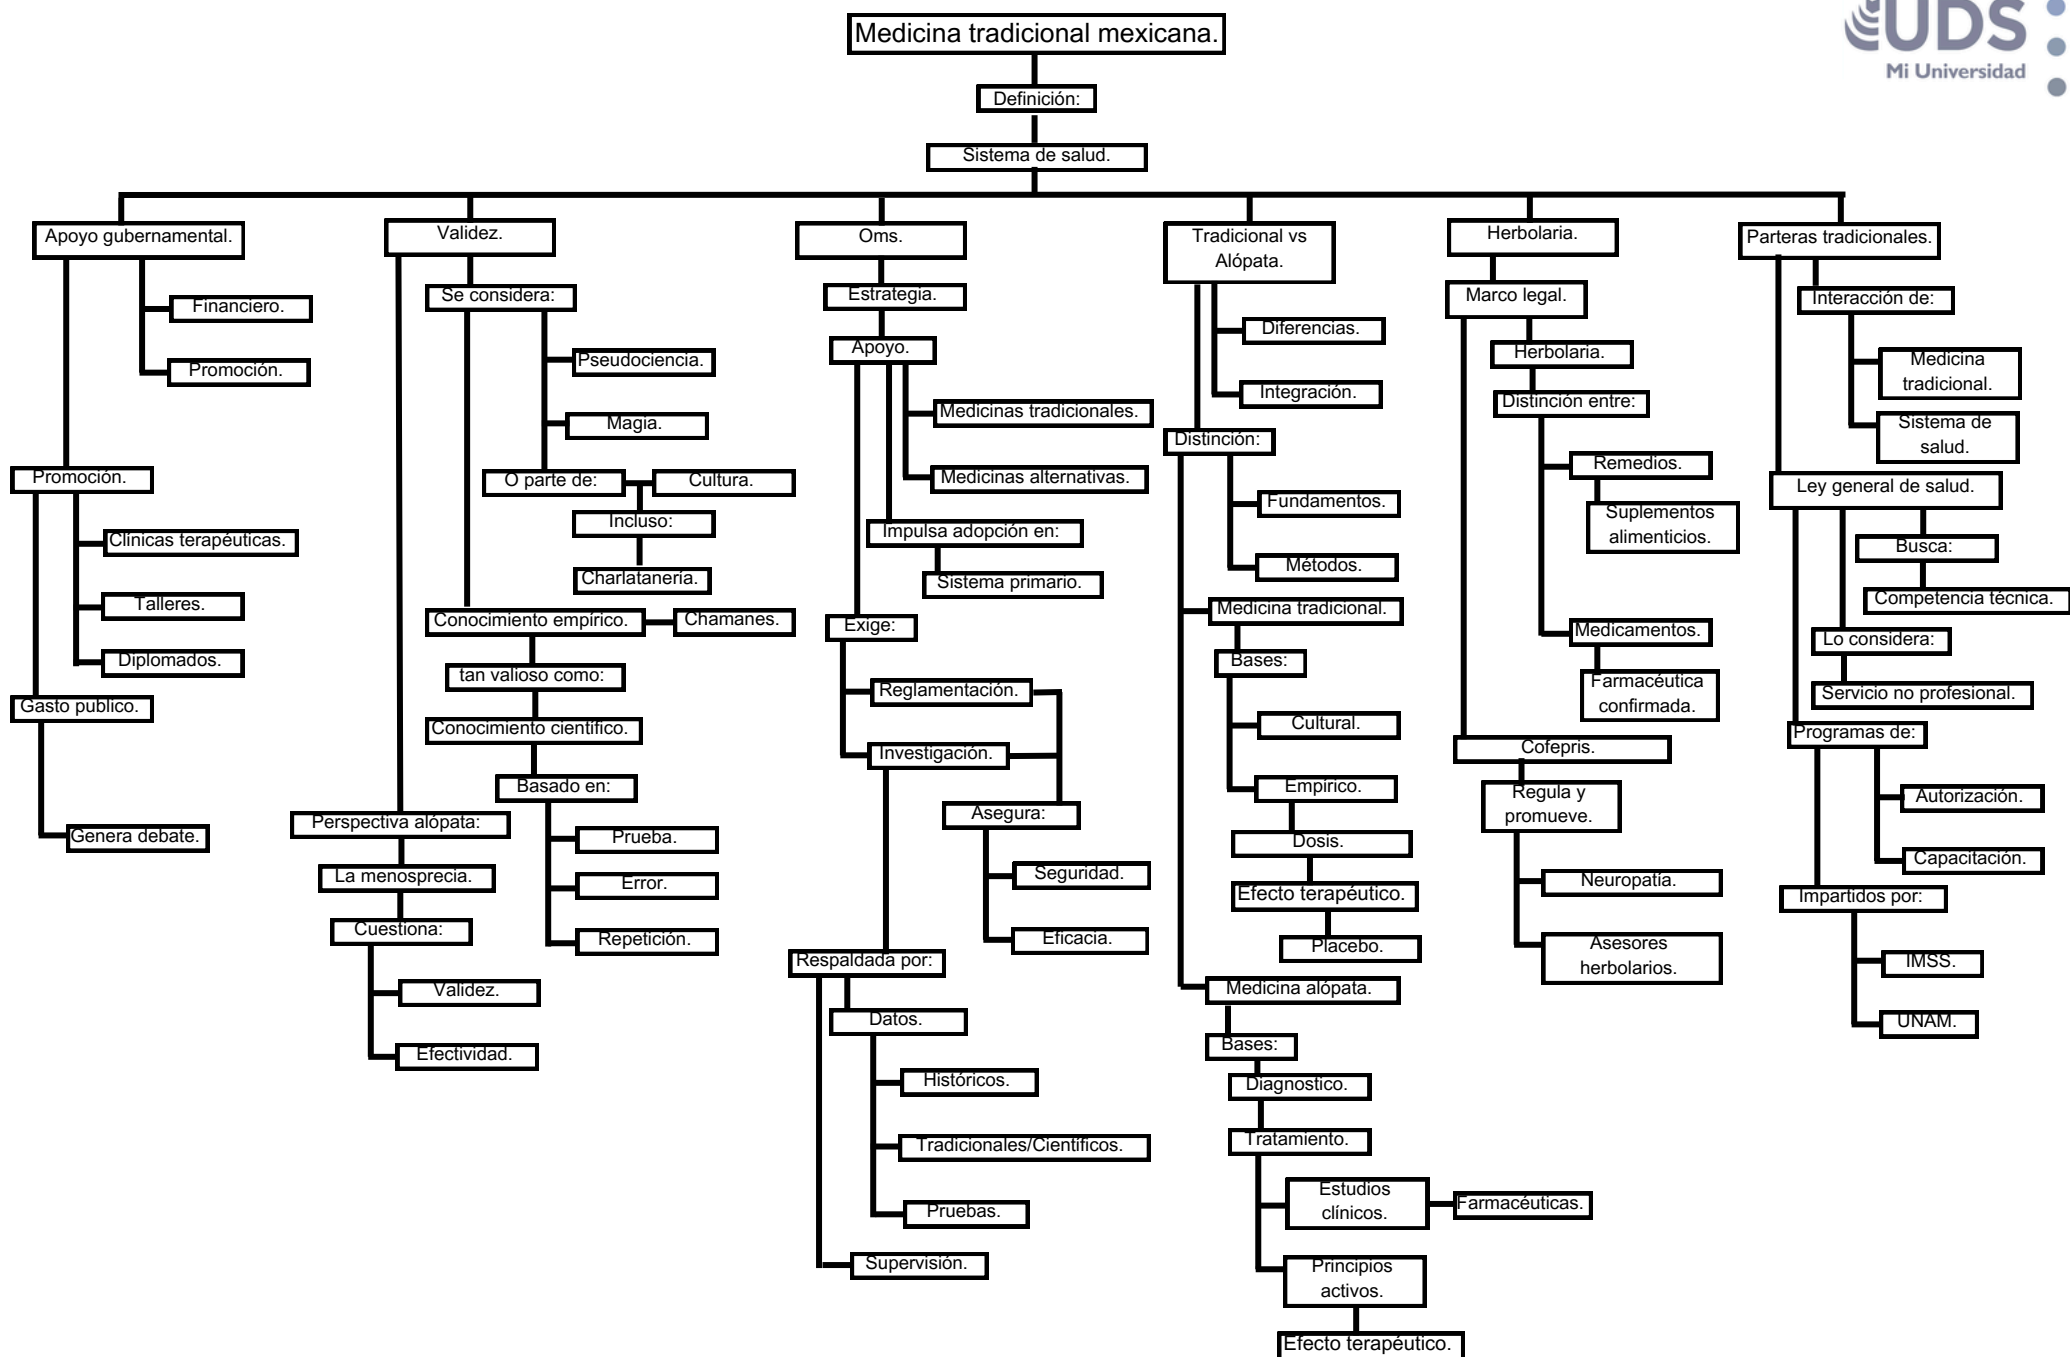 UDS
Mi Universidad
Medicina tradicional mexicana.
Definición:
Sistema de salud.
Apoyo gubernamental.
Financiero.
Promoción.
Promoción.
Clínicas terapéuticas.
Talleres.
Diplomados.
Gasto publico.
Genera debate.
Validez.
Se considera:
Pseudociencia.
Magia.
O parte de:
Cultura.
Incluso:
Charlatanería.
Conocimiento empírico.
Chamanes.
tan valioso como:
Conocimiento científico.
Basado en:
Prueba.
Error.
Repetición.
Perspectiva alópata:
La menosprecia.
Cuestiona:
Validez.
Efectividad.
Oms.
Estrategia.
Apoyo.
Medicinas tradicionales.
Medicinas alternativas.
Impulsa adopción en:
Sistema primario.
Exige:
Reglamentación.
Investigación.
Asegura:
Seguridad.
Eficacia.
Respaldada por:
Datos.
Históricos.
Tradicionales/Científicos.
Pruebas.
Supervisión.
Tradicional vs
Alópata.
Diferencias.
Integración.
Distinción:
Fundamentos.
Métodos.
Medicina tradicional.
Bases:
Cultural.
Empírico.
Dosis.
Efecto terapéutico.
Placebo.
Medicina alópata.
Bases:
Diagnostico.
Tratamiento.
Estudios
clínicos.
Farmacéuticas.
Principios
activos.
Efecto terapéutico.
Herbolaria.
Marco legal.
Herbolaria.
Distinción entre:
Remedios.
Suplementos
alimenticios.
Medicamentos.
Farmacéutica
confirmada.
Cofepris.
Regula y
promueve.
Neuropatía.
Asesores
herbolarios.
Parteras tradicionales.
Interacción de:
Medicina
tradicional.
Sistema de
salud.
Ley general de salud.
Busca:
Competencia técnica.
Lo considera:
Servicio no profesional.
Programas de:
Autorización.
Capacitación.
Impartidos por:
IMSS.
UNAM.